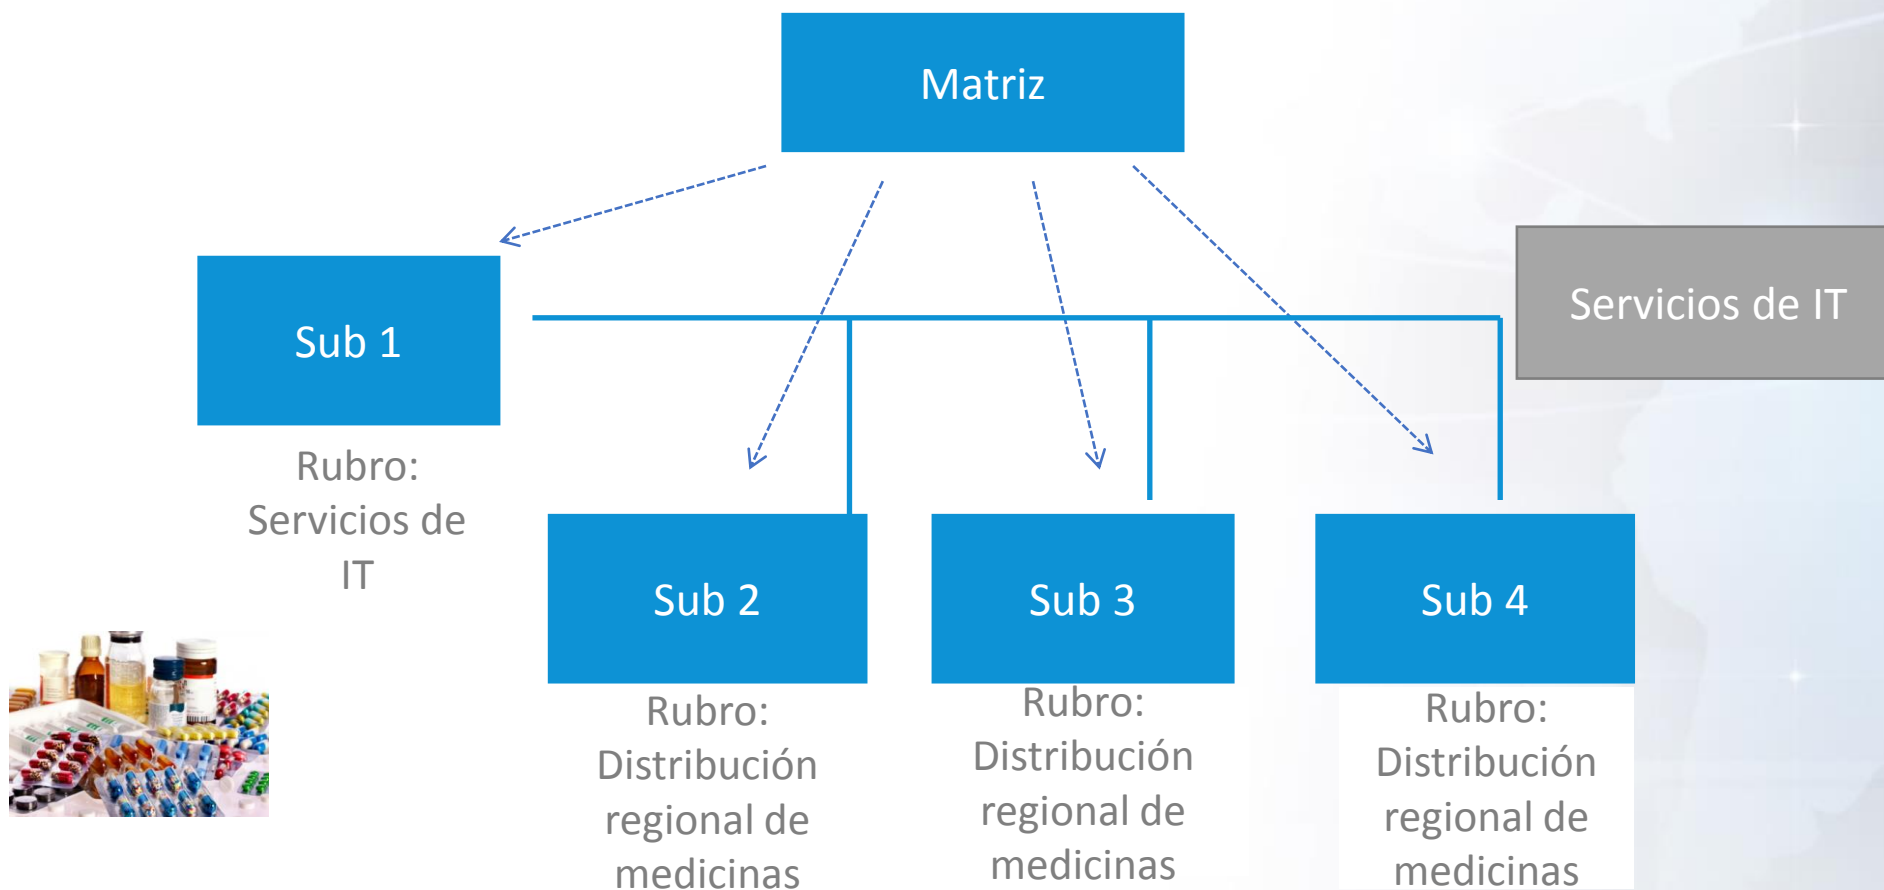 Matriz
Servicios de IT
Sub 1
Rubro:
Servicios de
IT
Sub 2
Rubro:
Distribución
regional de
medicinas
Sub 3
Rubro:
Distribución
regional de
medicinas
Sub 4
Rubro:
Distribución
regional de
medicinas